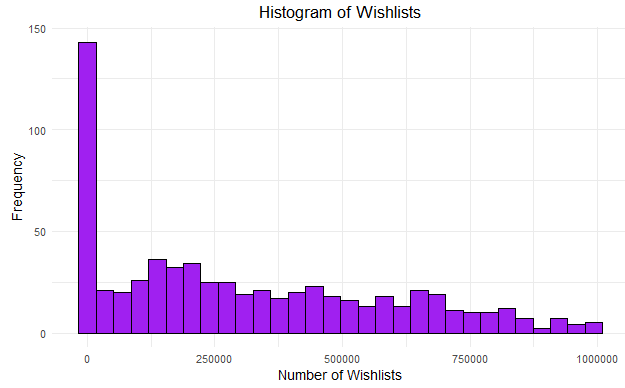 Histogram of Wishlists
150
100
50
0
Frequency
0 250000 500000 750000 1000000
Number of Wishlists